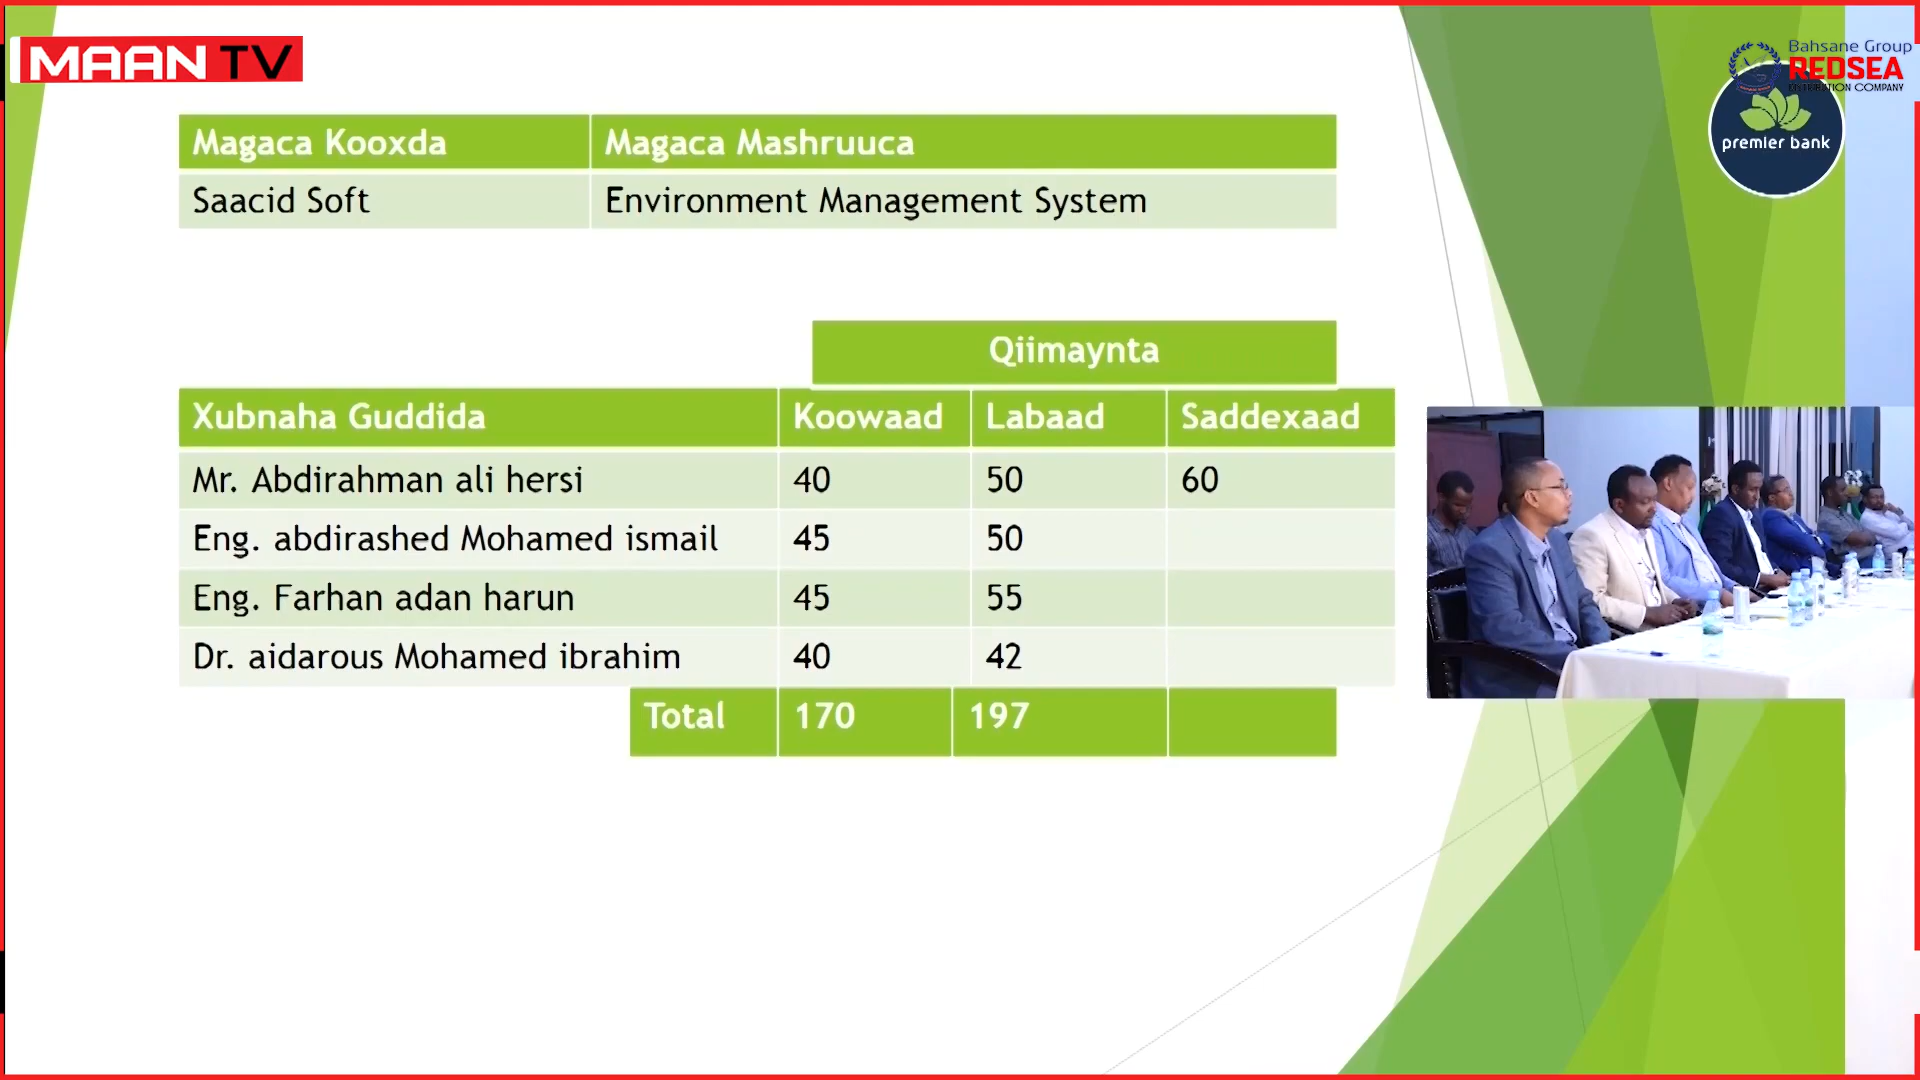 MAAN TV
Bahsane Group
REDSEA
DISTRIBUTION COMPANY
premier bank
Magaca Kooxda Magaca Mashruuca
Saacid Soft Environment Management System
Qiimaynta
Xubnaha Guddida Koowaad Labaad Saddexaad
Mr. Abdirahman ali hersi 40 50 60
Eng. abdirashed Mohamed ismail 45 50
Eng. Farhan adan harun 45 55
Dr. aidarous Mohamed ibrahim 40 42
Total 170 197